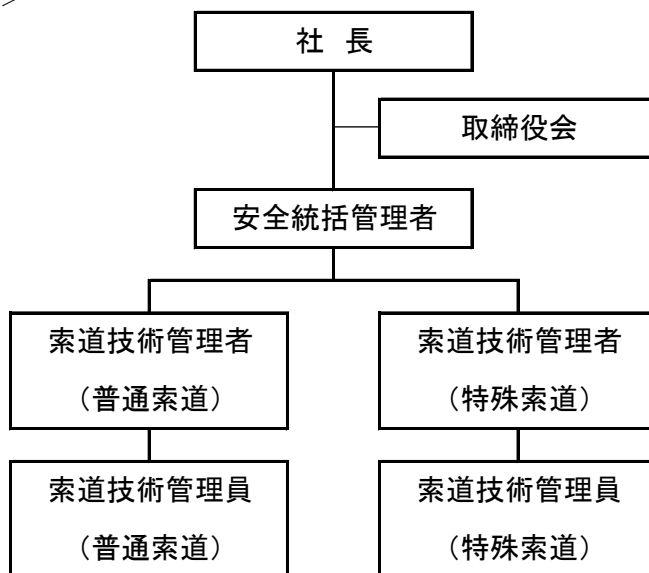 >
社 長
取締役会
安全統括管理者
索道技術管理者
(普通索道)
索道技術管理者
(特殊索道)
索道技術管理員
(普通索道)
索道技術管理員
(特殊索道)